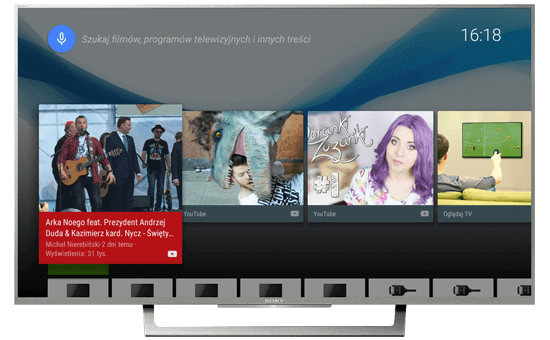 Szukaj filmów, programów telewizyjnych i innych treści
16:18
Arka Noego feat. Prezydent Andrzej
Duda & Kazimierz kard. Nycz - Święty...
Michał Nierebiński·2 dni temu ·
Wyświetlenia: 31 tys.
YouTube
Zuzanki
YouTube
Oglądaj TV
SONY